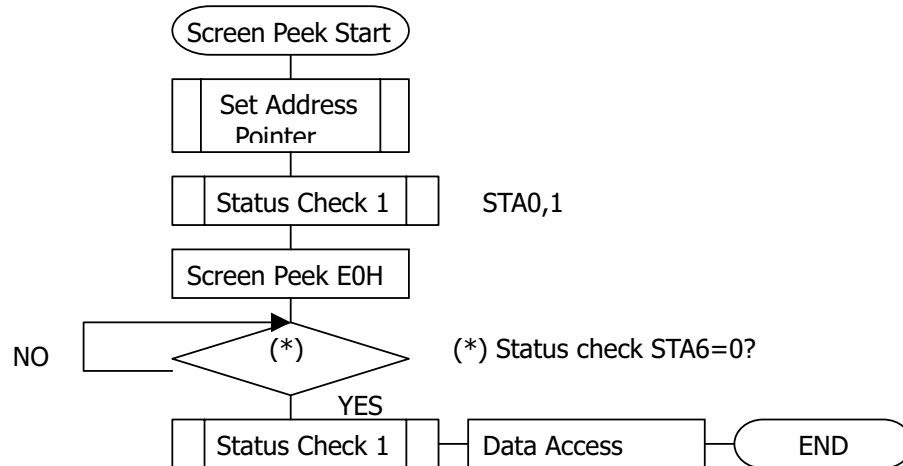 Screen Peek Start
Set Address
Pointer
Status Check 1
STA0,1
Screen Peek E0H
NO
(*)
(*) Status check STA6=0?
YES
Status Check 1
Data Access
END